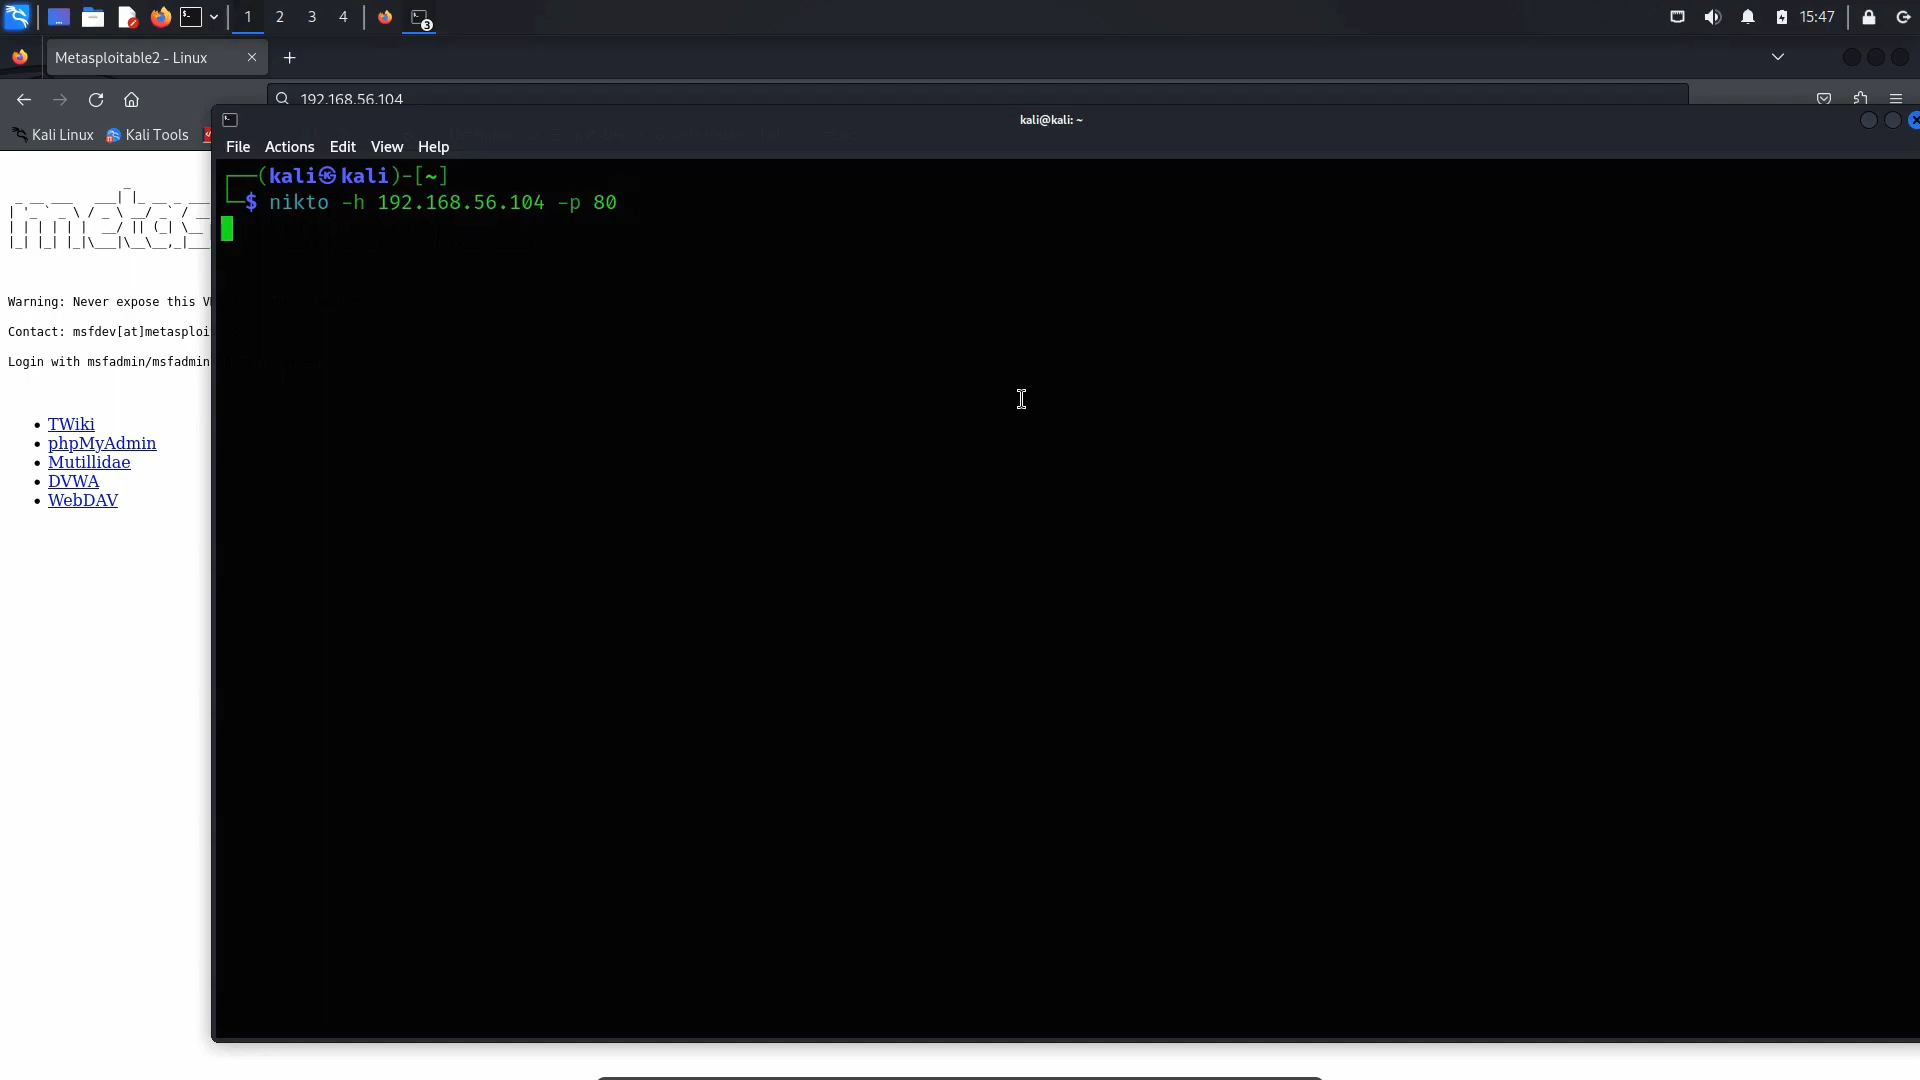 1 2 3 4 3 15:47
Metasploitable2 - Linux
192.168.56.104
Kali Linux Kali Tools
kali@kali: ~
File Actions Edit View Help
┌──(kali㉿kali)-[~]
└─$ nikto -h 192.168.56.104 -p 80
Warning: Never expose this V
Contact: msfdev[at]metasploi
Login with msfadmin/msfadmin
• TWiki
• phpMyAdmin
• Mutillidae
• DVWA
• WebDAV